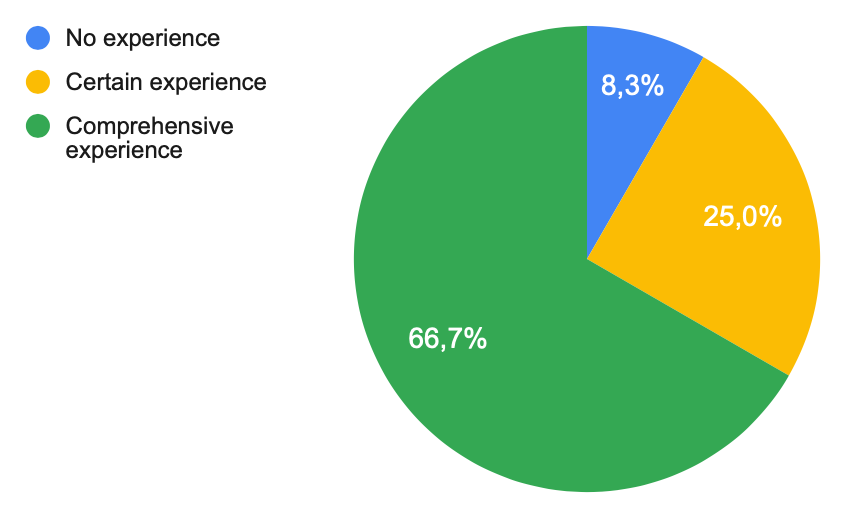 No experience
Certain experience
Comprehensive
experience
8,3%
25,0%
66,7%